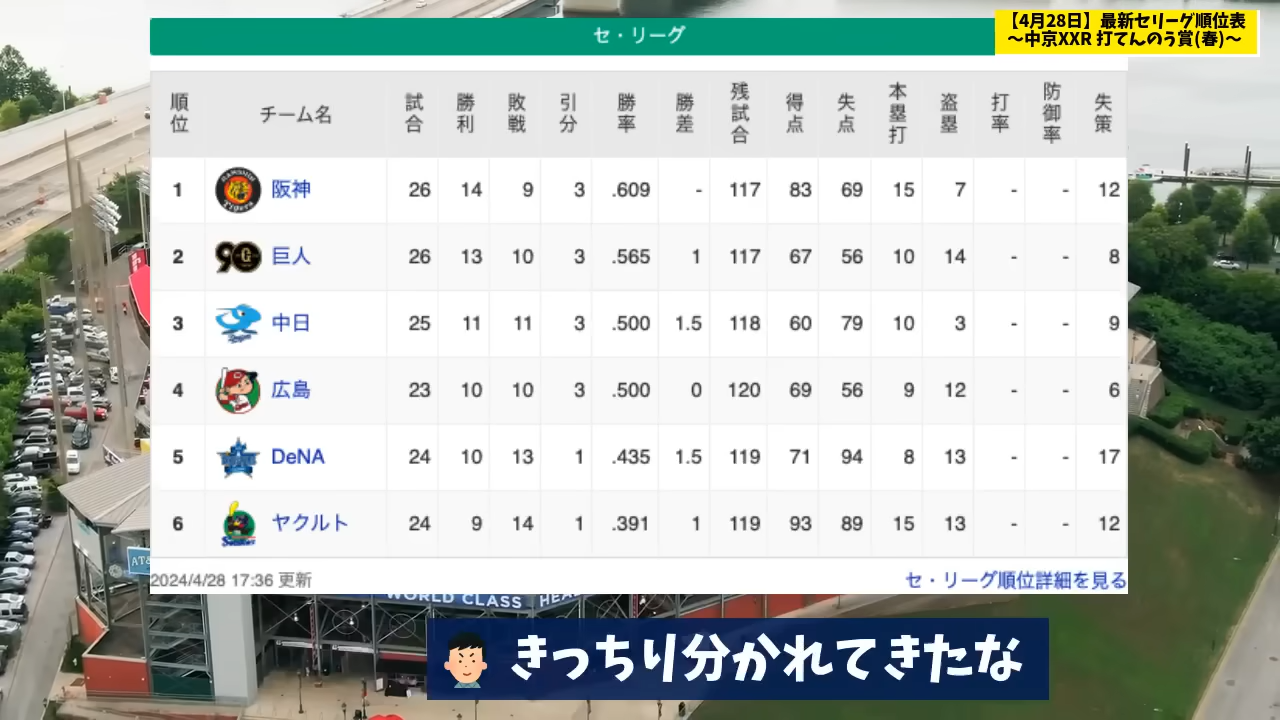 【4月28日】最新セリーグ順位表
～中京XXR 打てんのう賞(春)～
セ・リーグ
順位 チーム名 試合 勝利 敗戦 引分 勝率 勝差 残試合 得点 失点 本塁打 盗塁 打率 防御率 失策
1 阪神 26 14 9 3 .609 - 117 83 69 15 7 - - 12
2 巨人 26 13 10 3 .565 1 117 67 56 10 14 - - 8
3 中日 25 11 11 3 .500 1.5 118 60 79 10 3 - - 9
4 広島 23 10 10 3 .500 0 120 69 56 9 12 - - 6
5 DeNA 24 10 13 1 .435 1.5 119 71 94 8 13 - - 17
6 ヤクルト 24 9 14 1 .391 1 119 93 89 15 13 - - 12
2024/4/28 17:36 更新
セ・リーグ順位詳細を見る
AT&
WORLD CLASS
きっちり分かれてきたな